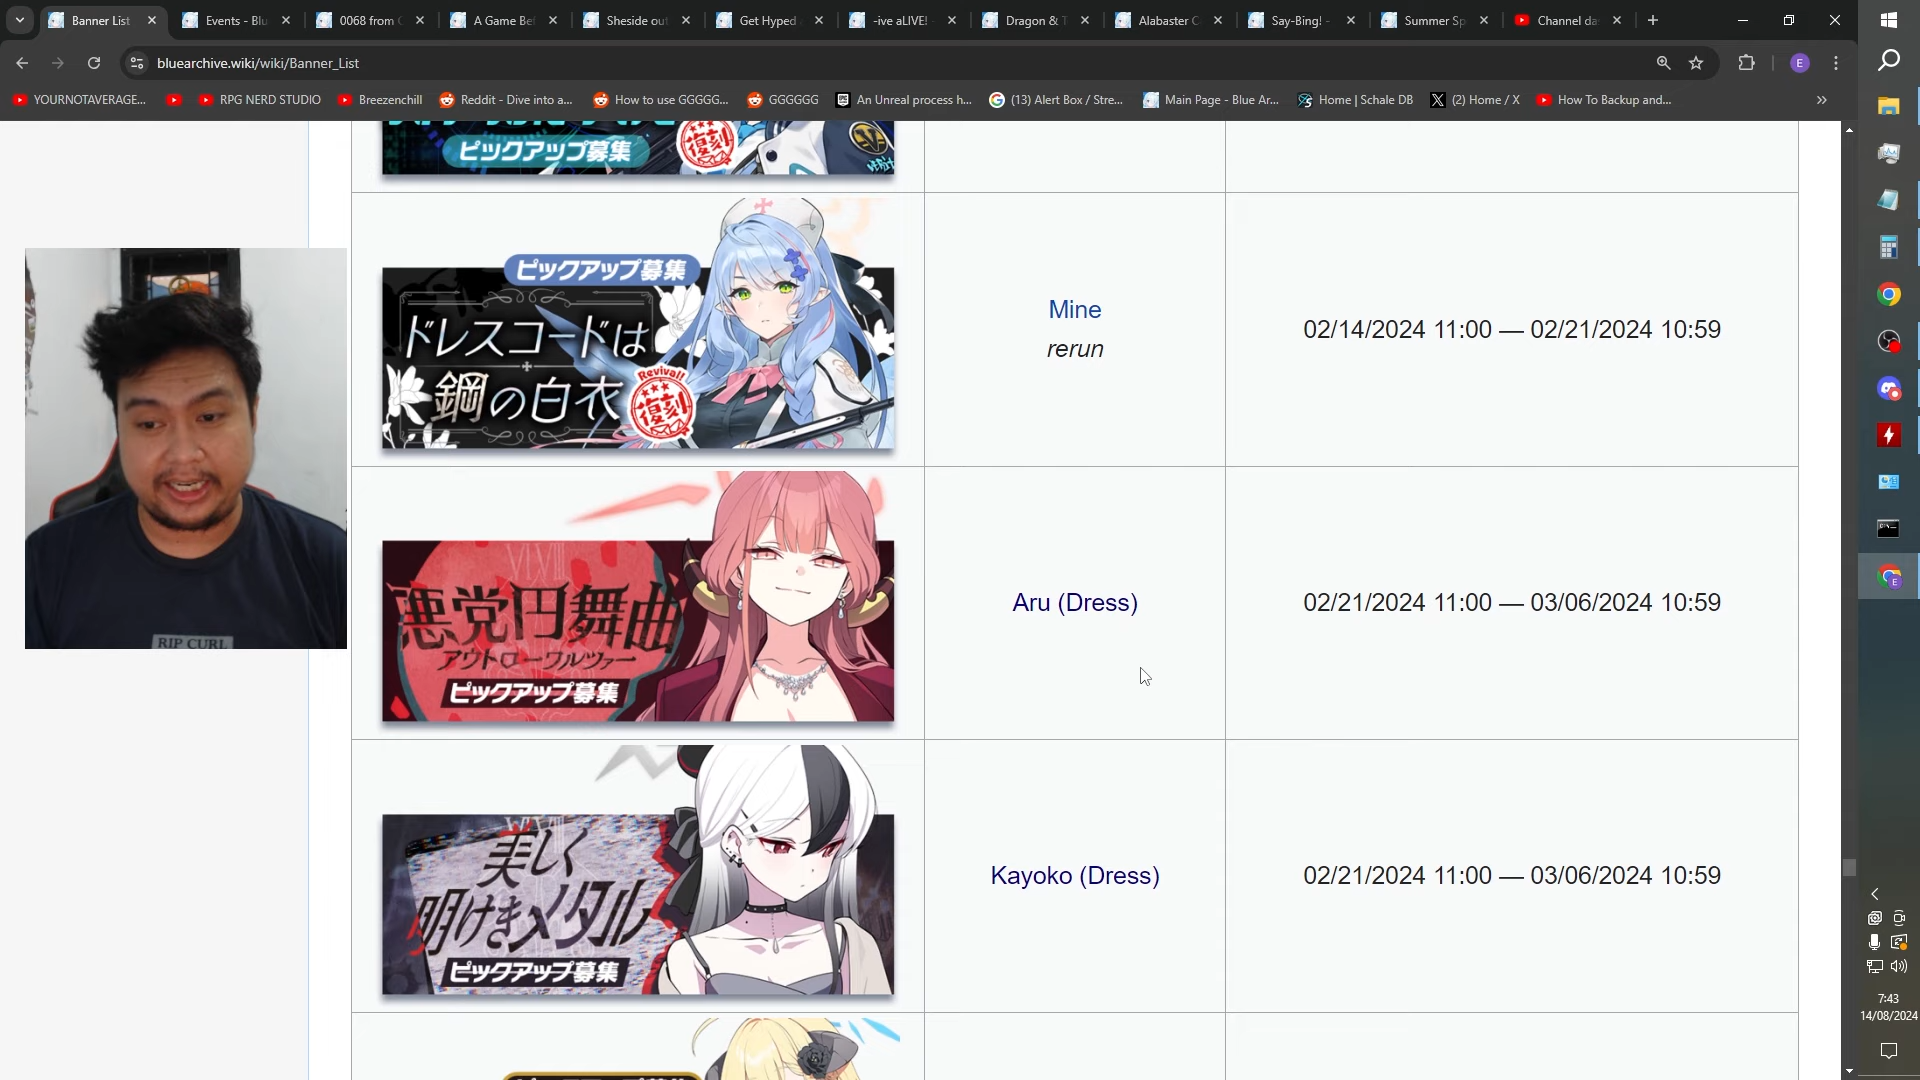 Banner List
Events - Blu
0068 from
A Game Be
Sheside out
Get Hyped
-ive aLIVE!
Dragon & T
Alabaster C
Say-Bing! -
Summer Sp
Channel da
bluearchive.wiki/wiki/Banner_List
E
YOURNOTAVERAGE...
RPG NERD STUDIO
Breezenchill
Reddit - Dive into a...
How to use GGGGG...
GGGGGG
An Unreal process h...
(13) Alert Box / Stre...
Main Page - Blue Ar...
Home | Schale DB
(2) Home / X
How To Backup and...
»
ピックアップ募集
復刻
ピックアップ募集
ドレスコードは
鋼の白衣
Revival!
復刻
Mine
rerun
02/14/2024 11:00 — 02/21/2024 10:59
悪党円舞曲
アウトローワルツァー
ピックアップ募集
Aru (Dress)
02/21/2024 11:00 — 03/06/2024 10:59
美しく
明けきメタル
ピックアップ募集
Kayoko (Dress)
02/21/2024 11:00 — 03/06/2024 10:59
RIP CURL
7:43
14/08/2024